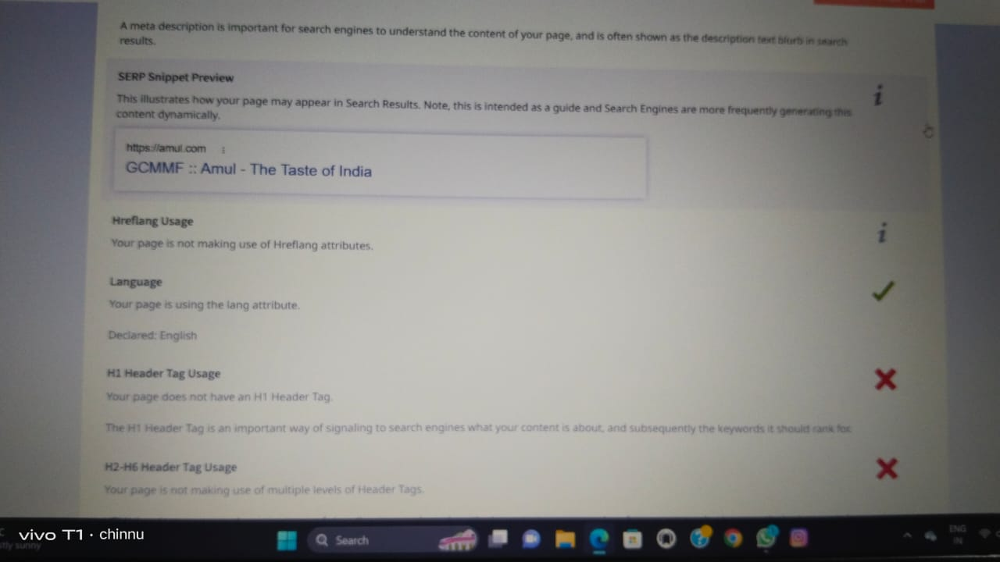 A meta description is important for search engines to understand the content of your page, and is often shown as the description text blurb in search
results.
SERP Snippet Preview
This illustrates how your page may appear in Search Results. Note, this is intended as a guide and Search Engines are more frequently generating this
content dynamically.
https://amul.com
GCMMF :: Amul - The Taste of India
Hreflang Usage
Your page is not making use of Hreflang attributes.
Language
Your page is using the lang attribute.
Declared: English
H1 Header Tag Usage
Your page does not have an H1 Header Tag.
The H1 Header Tag is an important way of signaling to search engines what your content is about, and subsequently the keywords it should rank for.
H2-H6 Header Tag Usage
Your page is not making use of multiple levels of Header Tags.
vivo T1 · chinnu
sunny
Search
ENG
IN